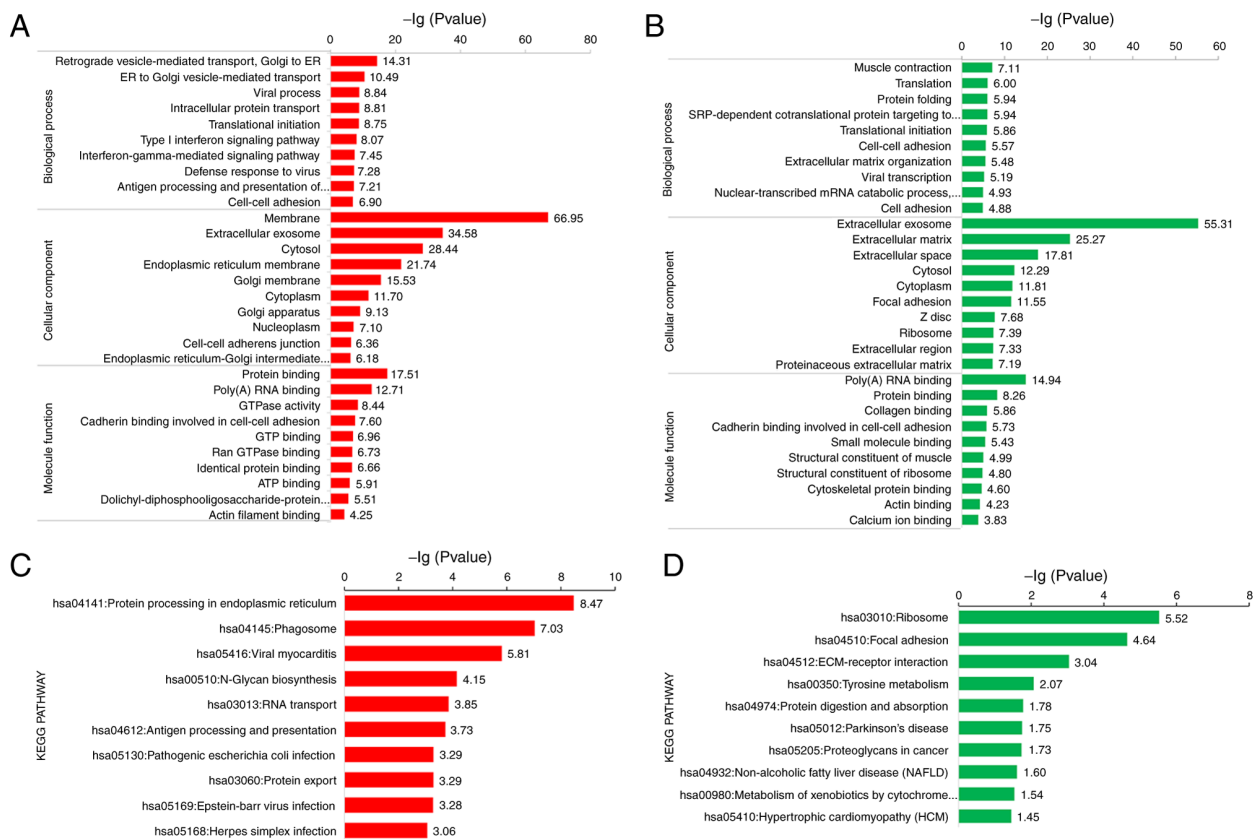 A
–lg (Pvalue)
0 20 40 60 80
Biological process
Retrograde vesicle-mediated transport, Golgi to ER 14.31
ER to Golgi vesicle-mediated transport 10.49
Viral process 8.84
Intracellular protein transport 8.81
Translational initiation 8.75
Type I interferon signaling pathway 8.07
Interferon-gamma-mediated signaling pathway 7.45
Defense response to virus 7.28
Antigen processing and presentation of... 7.21
Cell-cell adhesion 6.90
Cellular component
Membrane 66.95
Extracellular exosome 34.58
Cytosol 28.44
Endoplasmic reticulum membrane 21.74
Golgi membrane 15.53
Cytoplasm 11.70
Golgi apparatus 9.13
Nucleoplasm 7.10
Cell-cell adherens junction 6.36
Endoplasmic reticulum-Golgi intermediate... 6.18
Molecule function
Protein binding 17.51
Poly(A) RNA binding 12.71
GTPase activity 8.44
Cadherin binding involved in cell-cell adhesion 7.60
GTP binding 6.96
Ran GTPase binding 6.73
Identical protein binding 6.66
ATP binding 5.91
Dolichyl-diphosphooligosaccharide-protein... 5.51
Actin filament binding 4.25
B
–lg (Pvalue)
0 10 20 30 40 50 60
Biological process
Muscle contraction 7.11
Translation 6.00
Protein folding 5.94
SRP-dependent cotranslational protein targeting to... 5.94
Translational initiation 5.86
Cell-cell adhesion 5.57
Extracellular matrix organization 5.48
Viral transcription 5.19
Nuclear-transcribed mRNA catabolic process,... 4.93
Cell adhesion 4.88
Cellular component
Extracellular exosome 55.31
Extracellular matrix 25.27
Extracellular space 17.81
Cytosol 12.29
Cytoplasm 11.81
Focal adhesion 11.55
Z disc 7.68
Ribosome 7.39
Extracellular region 7.33
Proteinaceous extracellular matrix 7.19
Molecule function
Poly(A) RNA binding 14.94
Protein binding 8.26
Collagen binding 5.86
Cadherin binding involved in cell-cell adhesion 5.73
Small molecule binding 5.43
Structural constituent of muscle 4.99
Structural constituent of ribosome 4.80
Cytoskeletal protein binding 4.60
Actin binding 4.23
Calcium ion binding 3.83
C
–lg (Pvalue)
0 2 4 6 8 10
KEGG PATHWAY
hsa04141:Protein processing in endoplasmic reticulum 8.47
hsa04145:Phagosome 7.03
hsa05416:Viral myocarditis 5.81
hsa00510:N-Glycan biosynthesis 4.15
hsa03013:RNA transport 3.85
hsa04612:Antigen processing and presentation 3.73
hsa05130:Pathogenic escherichia coli infection 3.29
hsa03060:Protein export 3.29
hsa05169:Epstein-barr virus infection 3.28
hsa05168:Herpes simplex infection 3.06
D
–lg (Pvalue)
0 2 4 6 8
KEGG PATHWAY
hsa03010:Ribosome 5.52
hsa04510:Focal adhesion 4.64
hsa04512:ECM-receptor interaction 3.04
hsa00350:Tyrosine metabolism 2.07
hsa04974:Protein digestion and absorption 1.78
hsa05012:Parkinson's disease 1.75
hsa05205:Proteoglycans in cancer 1.73
hsa04932:Non-alcoholic fatty liver disease (NAFLD) 1.60
hsa00980:Metabolism of xenobiotics by cytochrome... 1.54
hsa05410:Hypertrophic cardiomyopathy (HCM) 1.45